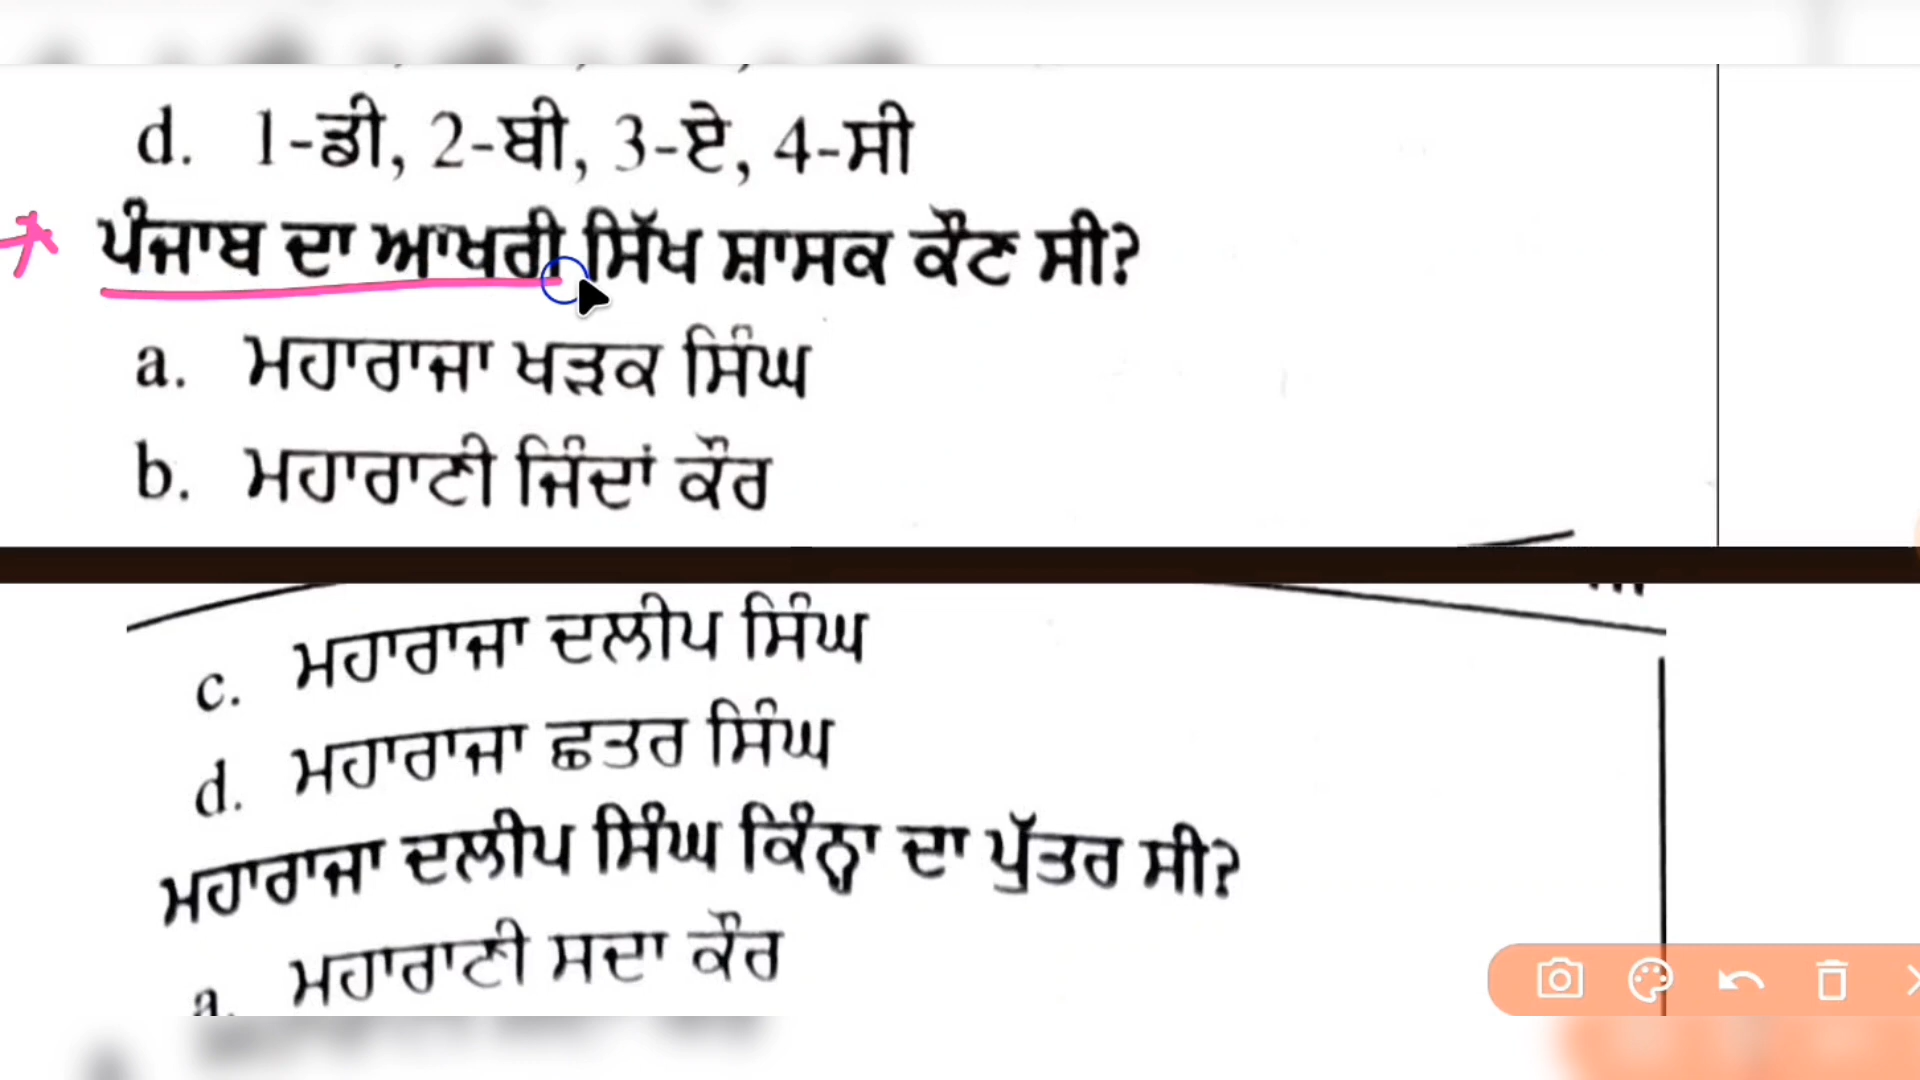 d. 1-ਡੀ, 2-ਬੀ, 3-ਏ, 4-ਸੀ
ਪੰਜਾਬ ਦਾ ਆਖਰੀ ਸਿੱਖ ਸ਼ਾਸਕ ਕੌਣ ਸੀ?
a. ਮਹਾਰਾਜਾ ਖੜਕ ਸਿੰਘ
b. ਮਹਾਰਾਣੀ ਜਿੰਦਾਂ ਕੌਰ
c. ਮਹਾਰਾਜਾ ਦਲੀਪ ਸਿੰਘ
d. ਮਹਾਰਾਜਾ ਛਤਰ ਸਿੰਘ
ਮਹਾਰਾਜਾ ਦਲੀਪ ਸਿੰਘ ਕਿੰਨ੍ਹਾ ਦਾ ਪੁੱਤਰ ਸੀ?
a. ਮਹਾਰਾਣੀ ਸਦਾ ਕੌਰ